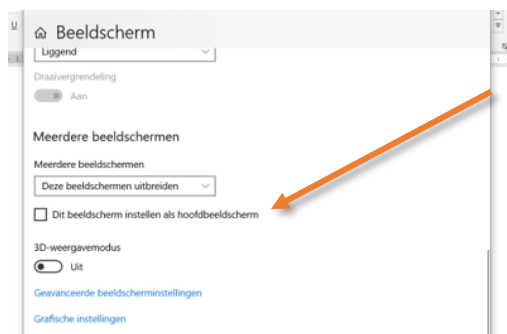 U
Beeldscherm
Liggend
Draaivergrendeling
Aan
Meerdere beeldschermen
Meerdere beeldschermen
Deze beeldschermen uitbreiden
Dit beeldscherm instellen als hoofdbeeldscherm
3D-weergavemodus
Uit
Geavanceerde beeldscherminstellingen
Grafische instellingen